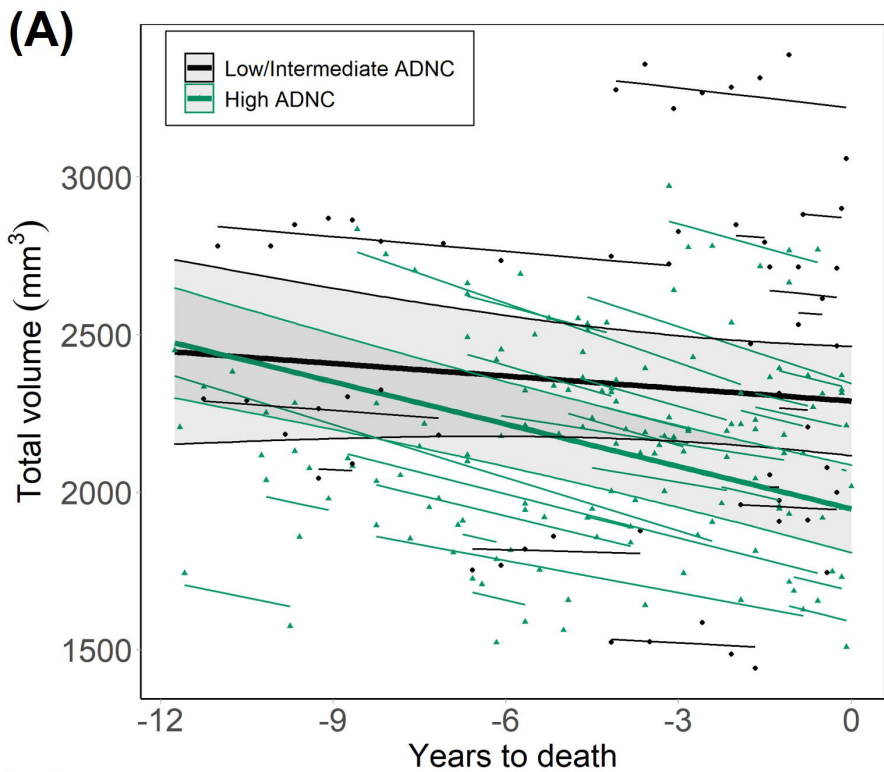 (A)
Low/Intermediate ADNC
High ADNC
3000
2500
2000
1500
Total volume (mm³)
-12 -9 -6 -3 0
Years to death